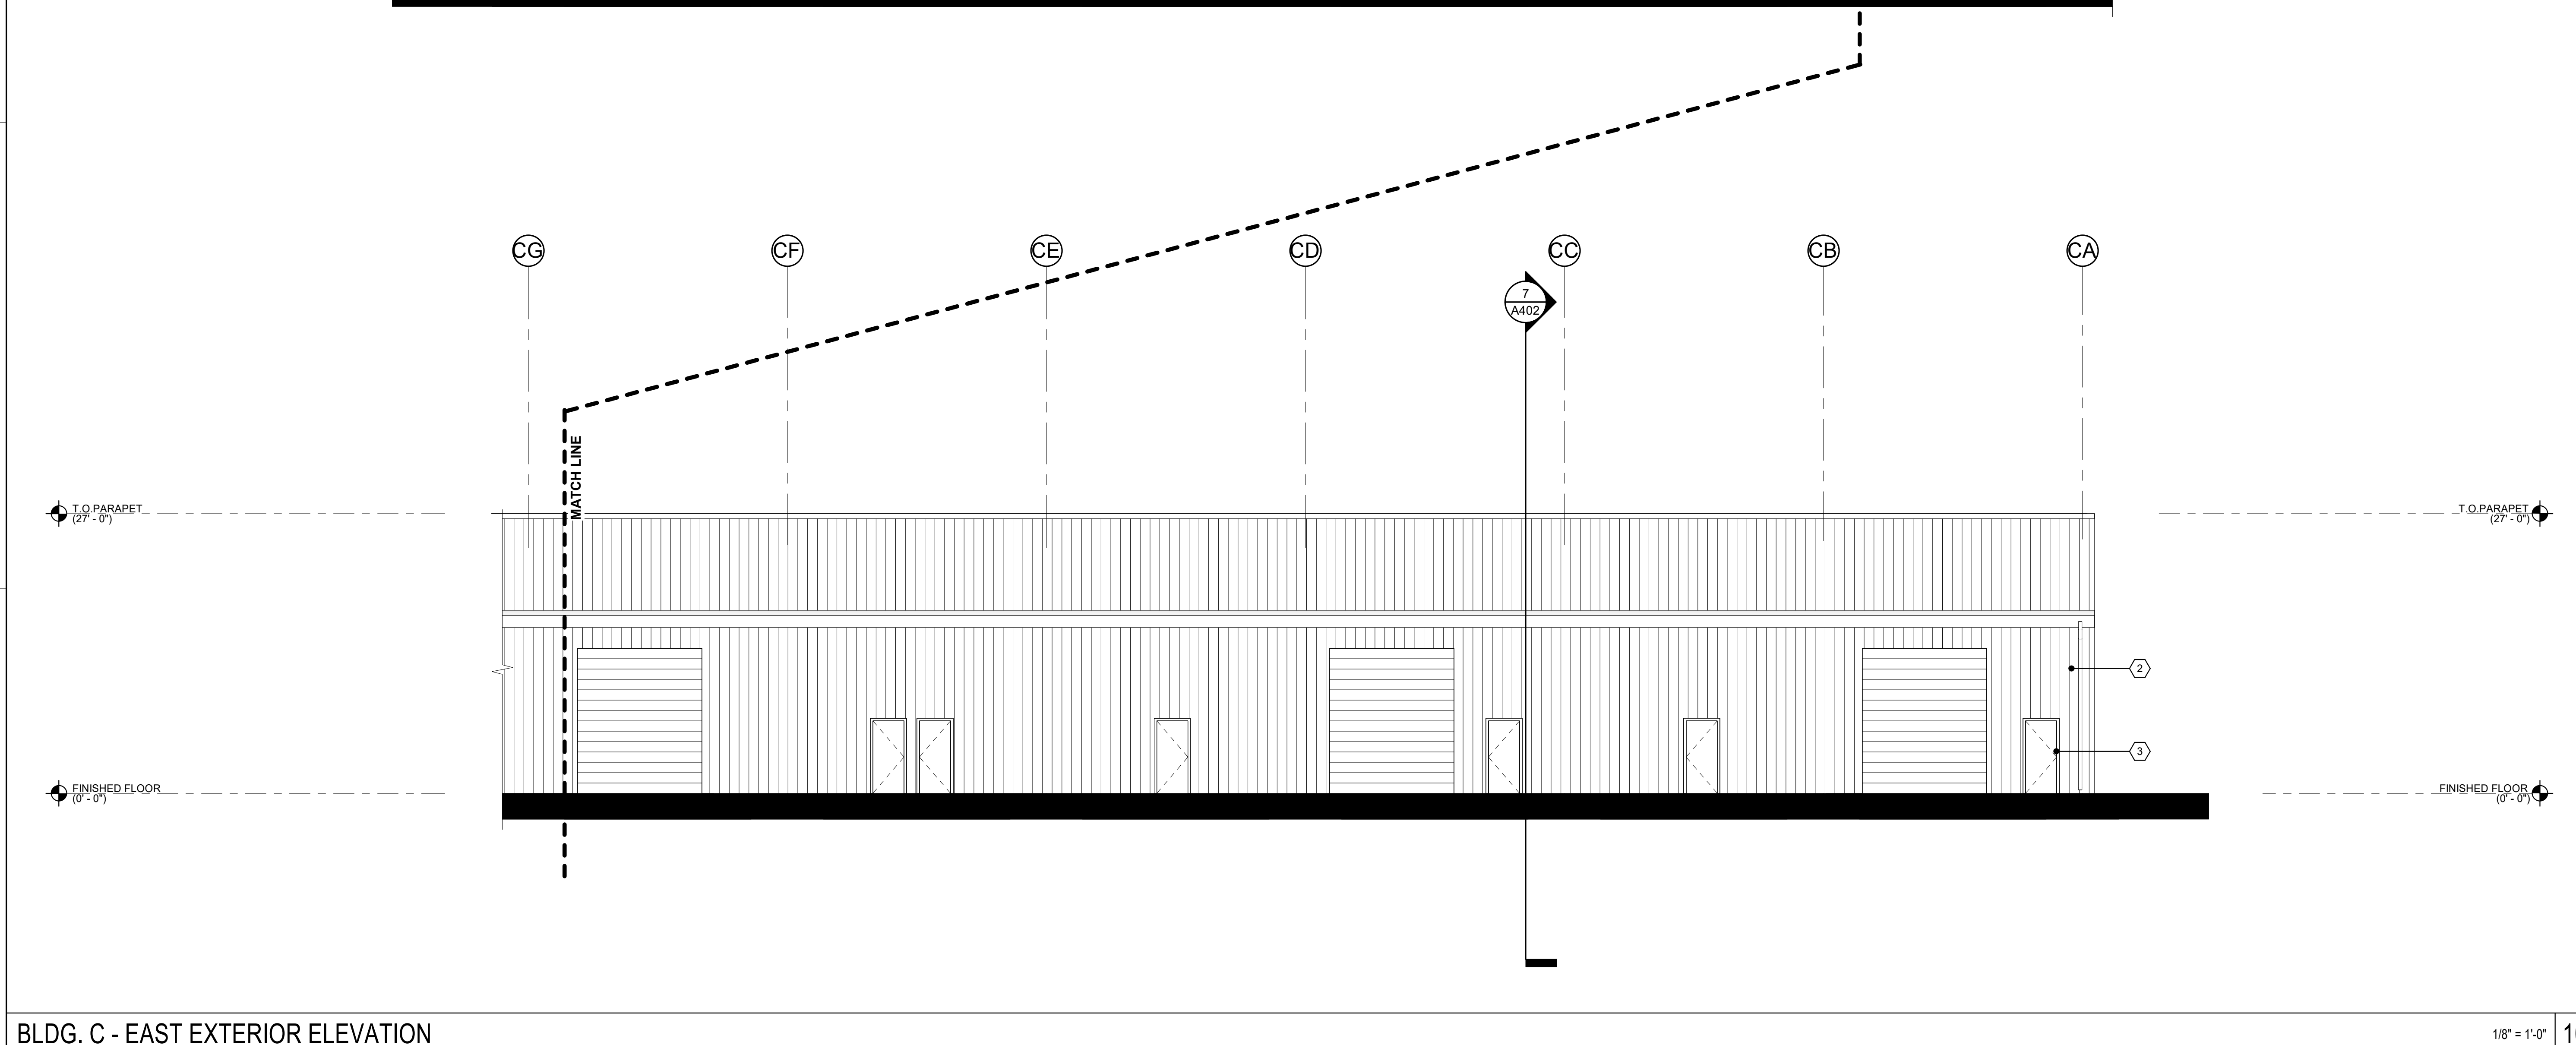 CG
CF
CE
CD
CC
CB
CA
7
A402
MATCH LINE
T.O.PARAPET
(27' - 0")
T.O.PARAPET
(27' - 0")
2
3
FINISHED FLOOR
(0' - 0")
FINISHED FLOOR
(0' - 0")
BLDG. C - EAST EXTERIOR ELEVATION
1/8" = 1'-0"